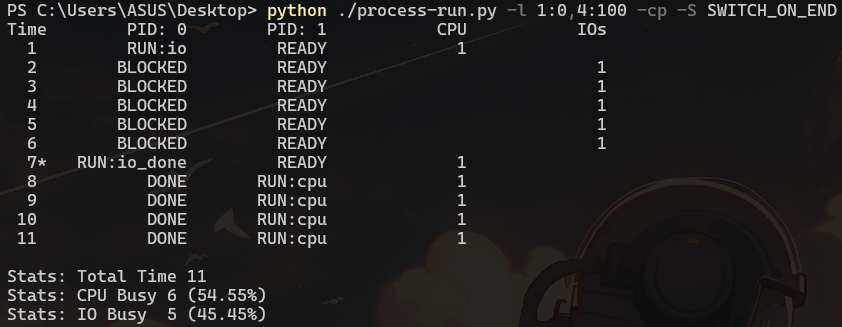 PS C:\Users\ASUS\Desktop> python ./process-run.py -l 1:0,4:100 -cp -S SWITCH_ON_END
Time PID: 0 PID: 1 CPU IOs
1 RUN:io READY 1
2 BLOCKED READY 1
3 BLOCKED READY 1
4 BLOCKED READY 1
5 BLOCKED READY 1
6 BLOCKED READY 1
7* RUN:io_done READY 1
8 DONE RUN:cpu 1
9 DONE RUN:cpu 1
10 DONE RUN:cpu 1
11 DONE RUN:cpu 1
Stats: Total Time 11
Stats: CPU Busy 6 (54.55%)
Stats: IO Busy 5 (45.45%)